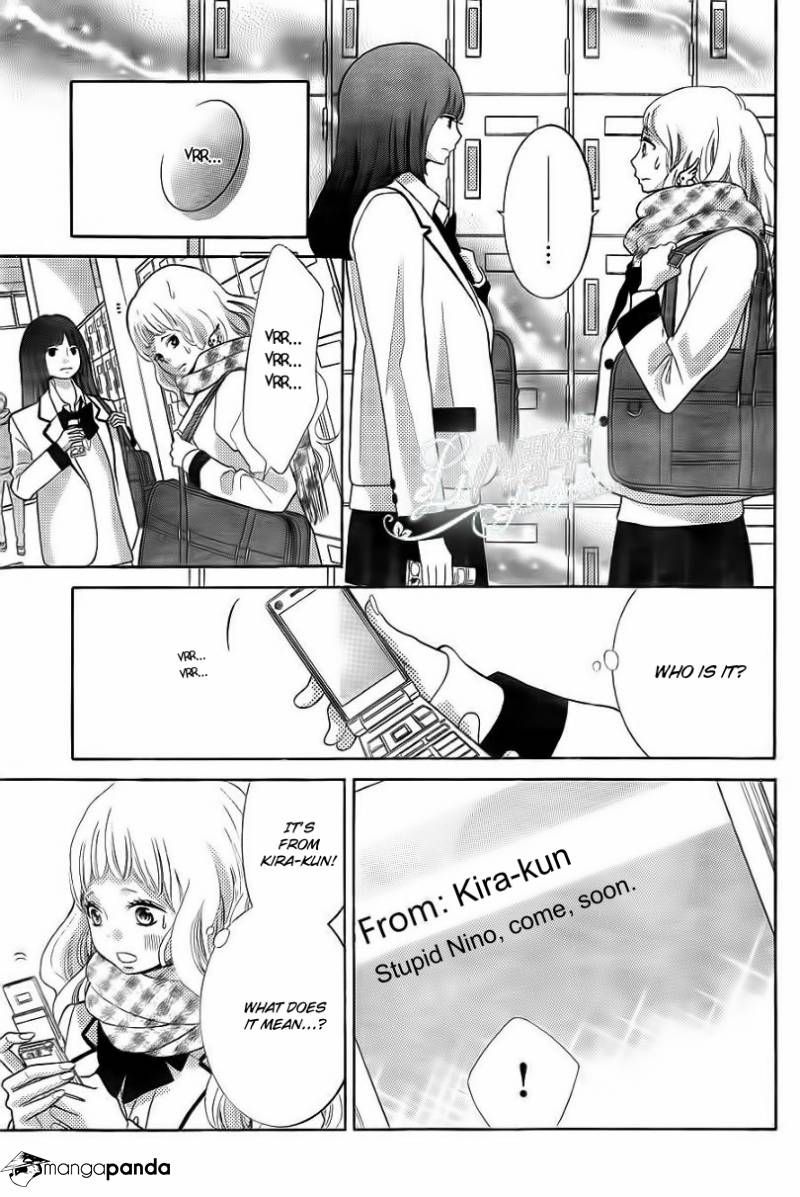 —...
VRR...
VRR...
VRR...
VRR...
WHO IS IT?
VRR...
VRR...
From: Kira-kun
Stupid Nino, come, soon.
!
IT'S
FROM
KIRA-KUN!
WHAT DOES
IT MEAN...?
mangapanda